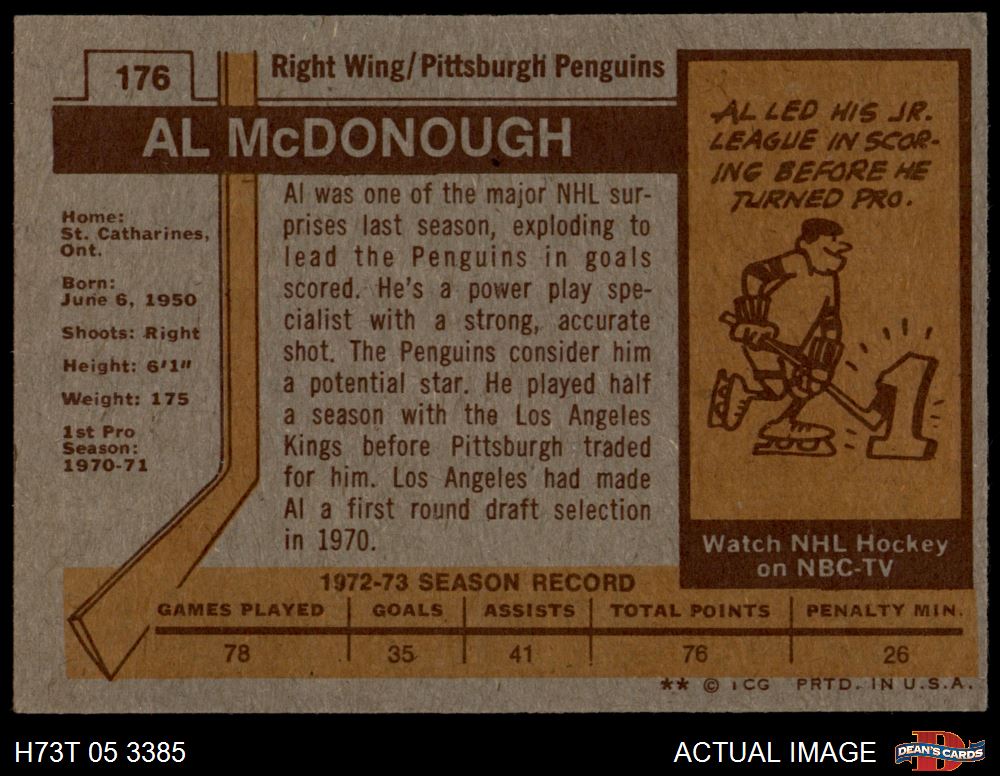 176
Right Wing/Pittsburgh Penguins
AL McDONOUGH
Home:
St. Catharines,
Ont.
Born:
June 6, 1950
Shoots: Right
Height: 6'1"
Weight: 175
1st Pro
Season:
1970-71
Al was one of the major NHL sur-
prises last season, exploding to
lead the Penguins in goals
scored. He's a power play spe-
cialist with a strong, accurate
shot. The Penguins consider him
a potential star. He played half
a season with the Los Angeles
Kings before Pittsburgh traded
for him. Los Angeles had made
Al a first round draft selection
in 1970.
AL LED HIS JR.
LEAGUE IN SCOR-
ING BEFORE HE
TURNED PRO.
1
Watch NHL Hockey
on NBC-TV
1972-73 SEASON RECORD
GAMES PLAYED GOALS ASSISTS TOTAL POINTS PENALTY MIN.
78 35 41 76 26
** © TCG PRTD. IN U.S.A.
H73T 05 3385
ACTUAL IMAGE
D
DEAN'S CARDS